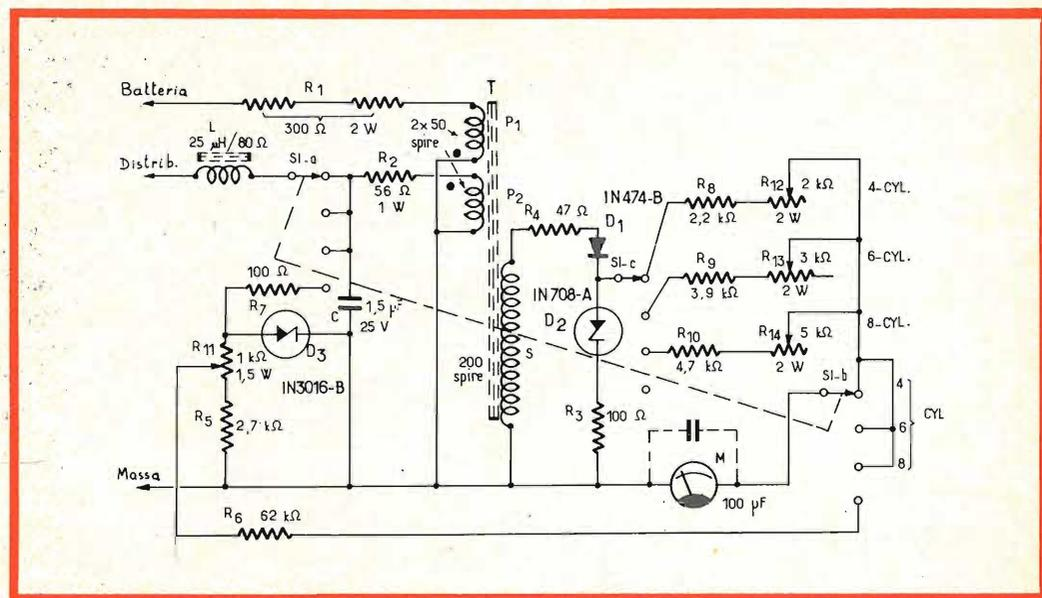 Batteria
R1
300 Ω 2 W
T
P1
2x50
spire
L
25 µH/80 Ω
Distrib.
S1-a
R2
56 Ω
1 W
P2
R4 47 Ω
IN474-B
D1
S1-c
R8
2,2 kΩ
R12 2 kΩ
2 W
4-CYL.
R9
3,9 kΩ
R13 3 kΩ
2 W
6-CYL.
R10
4,7 kΩ
R14 5 kΩ
2 W
8-CYL.
100 Ω
R7
C 1,5 µF
25 V
IN708-A
D2
D3
IN3016-B
R11 1 kΩ
1,5 W
200
spire
S
S1-b
4
6
8
CYL
R5
2,7 kΩ
R3 100 Ω
M
100 µF
Massa
R6 62 kΩ